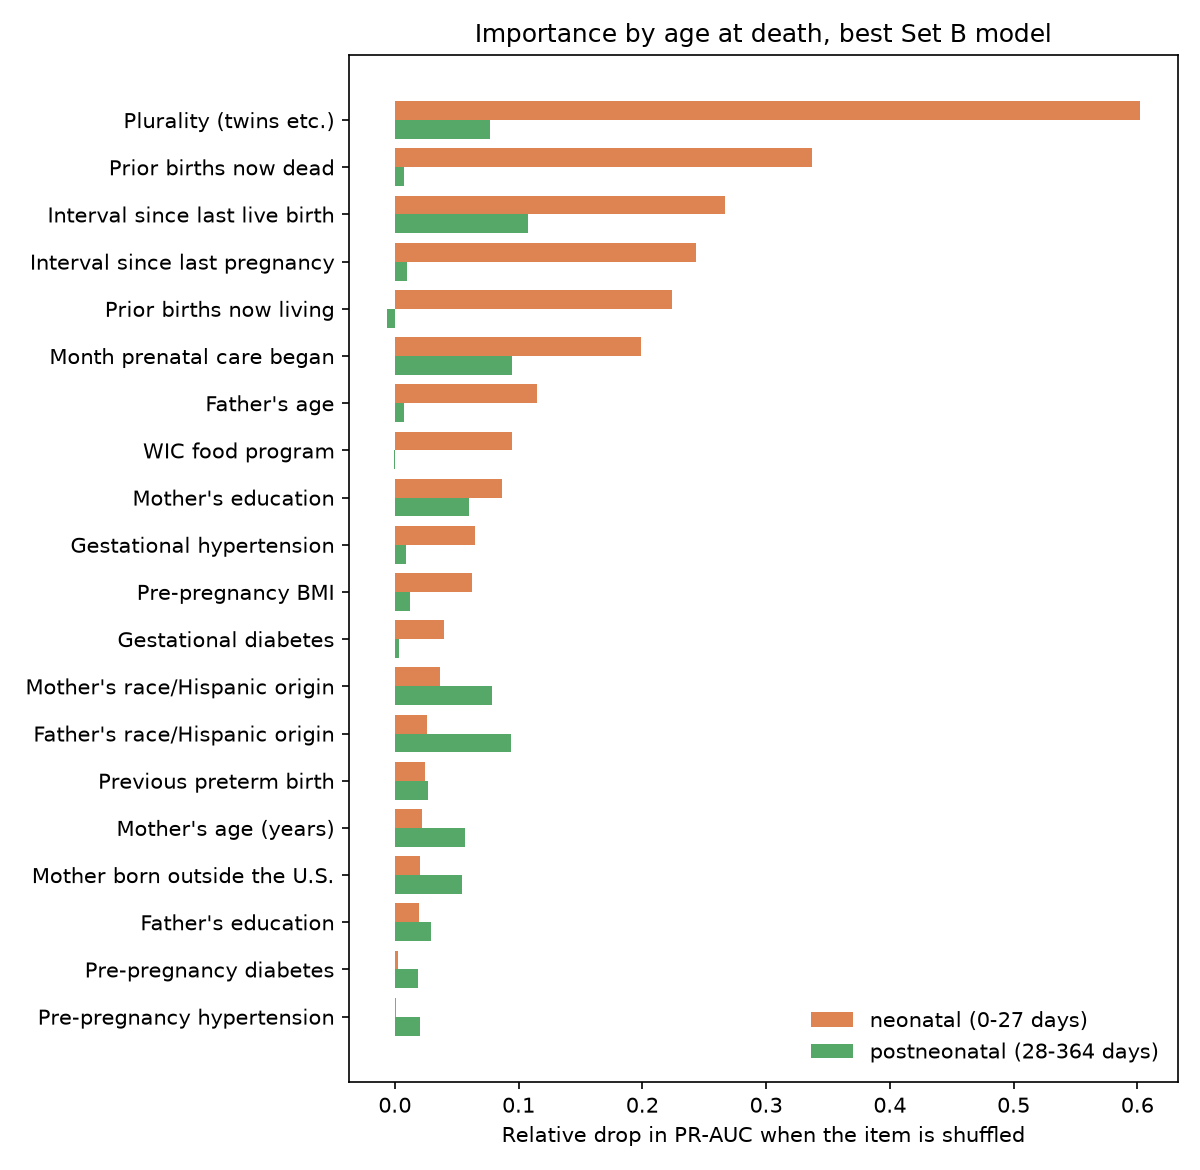 Importance by age at death, best Set B model
Plurality (twins etc.)
Prior births now dead
Interval since last live birth
Interval since last pregnancy
Prior births now living
Month prenatal care began
Father's age
WIC food program
Mother's education
Gestational hypertension
Pre-pregnancy BMI
Gestational diabetes
Mother's race/Hispanic origin
Father's race/Hispanic origin
Previous preterm birth
Mother's age (years)
Mother born outside the U.S.
Father's education
Pre-pregnancy diabetes
Pre-pregnancy hypertension
neonatal (0-27 days)
postneonatal (28-364 days)
0.0 0.1 0.2 0.3 0.4 0.5 0.6
Relative drop in PR-AUC when the item is shuffled